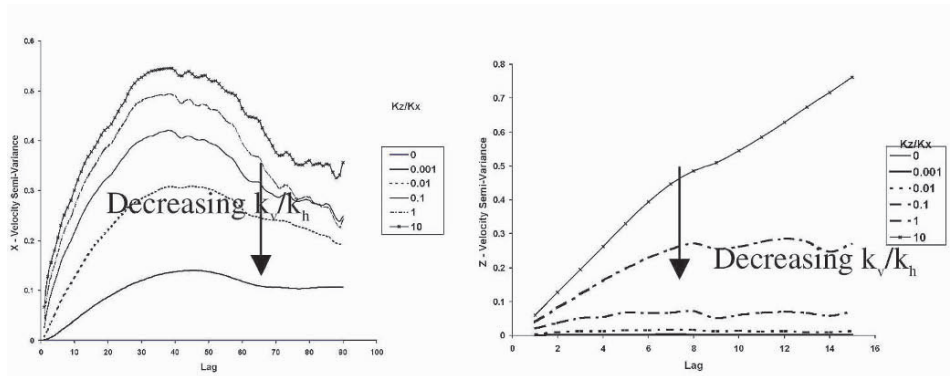 0.6
0.5
0.4
0.3
0.2
0.1
0
X - Velocity Semi-Variance
0 10 20 30 40 50 60 70 80 90 100
Lag
Decreasing kv/kh
Kz/Kx
0
0.001
0.01
0.1
1
10
0.8
0.7
0.6
0.5
0.4
0.3
0.2
0.1
0
Z - Velocity Semi-Variance
0 2 4 6 8 10 12 14 16
Lag
Decreasing kv/kh
Kz/Kx
0
0.001
0.01
0.1
1
10